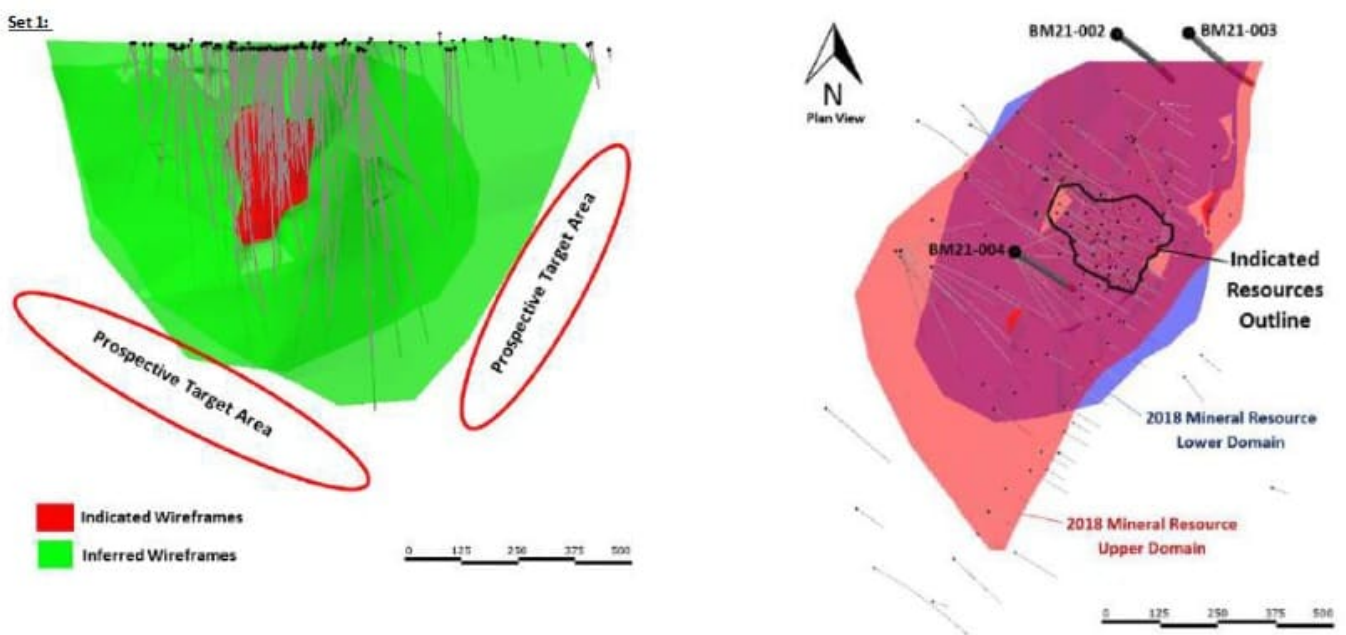 Set 1:
Prospective Target Area
Prospective Target Area
Indicated Wireframes
Inferred Wireframes
0 125 250 375 500
N
Plan View
BM21-002
BM21-003
BM21-004
Indicated
Resources
Outline
2018 Mineral Resource
Lower Domain
2018 Mineral Resource
Upper Domain
0 125 250 375 500